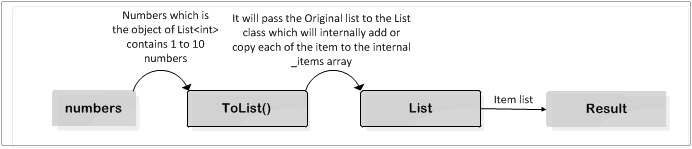 Numbers which is
the object of List<int>
contains 1 to 10
numbers
It will pass the Original list to the List
class which will internally add or
copy each of the item to the internal
_items array
numbers
ToList()
List
Item list
Result